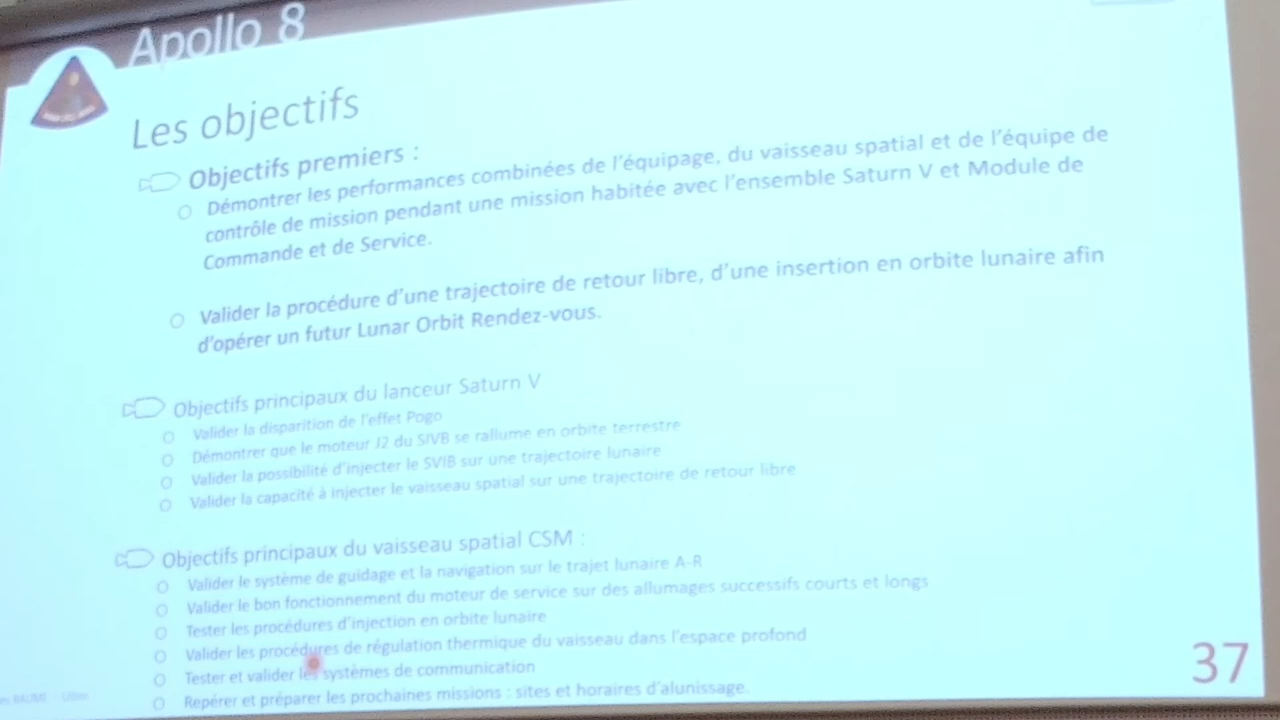 Apollo 8
Les objectifs
Objectifs premiers :
Démontrer les performances combinées de l'équipage, du vaisseau spatial et de l'équipe de
contrôle de mission pendant une mission habitée avec l'ensemble Saturn V et Module de
Commande et de Service.
Valider la procédure d'une trajectoire de retour libre, d'une insertion en orbite lunaire afin
d'opérer un futur Lunar Orbit Rendez-vous.
Objectifs principaux du lanceur Saturn V
Valider la disparition de l'effet Pogo
Démontrer que le moteur J2 du SIVB se rallume en orbite terrestre
Valider la possibilité d'injecter le SVIB sur une trajectoire lunaire
Valider la capacité à injecter le vaisseau spatial sur une trajectoire de retour libre
Objectifs principaux du vaisseau spatial CSM :
Valider le système de guidage et la navigation sur le trajet lunaire A-R
Valider le bon fonctionnement du moteur de service sur des allumages successifs courts et longs
Tester les procédures d'injection en orbite lunaire
Valider les procédures de régulation thermique du vaisseau dans l'espace profond
Tester et valider les systèmes de communication
Repérer et préparer les prochaines missions : sites et horaires d'alunissage.
37